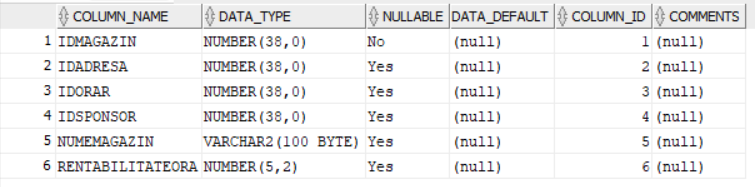 COLUMN_NAME DATA_TYPE NULLABLE DATA_DEFAULT COLUMN_ID COMMENTS
1 IDMAGAZIN NUMBER(38,0) No (null) 1 (null)
2 IDADRESA NUMBER(38,0) Yes (null) 2 (null)
3 IDORAR NUMBER(38,0) Yes (null) 3 (null)
4 IDSPONSOR NUMBER(38,0) Yes (null) 4 (null)
5 NUMEMAGAZIN VARCHAR2(100 BYTE) Yes (null) 5 (null)
6 RENTABILITATEORA NUMBER(5,2) Yes (null) 6 (null)